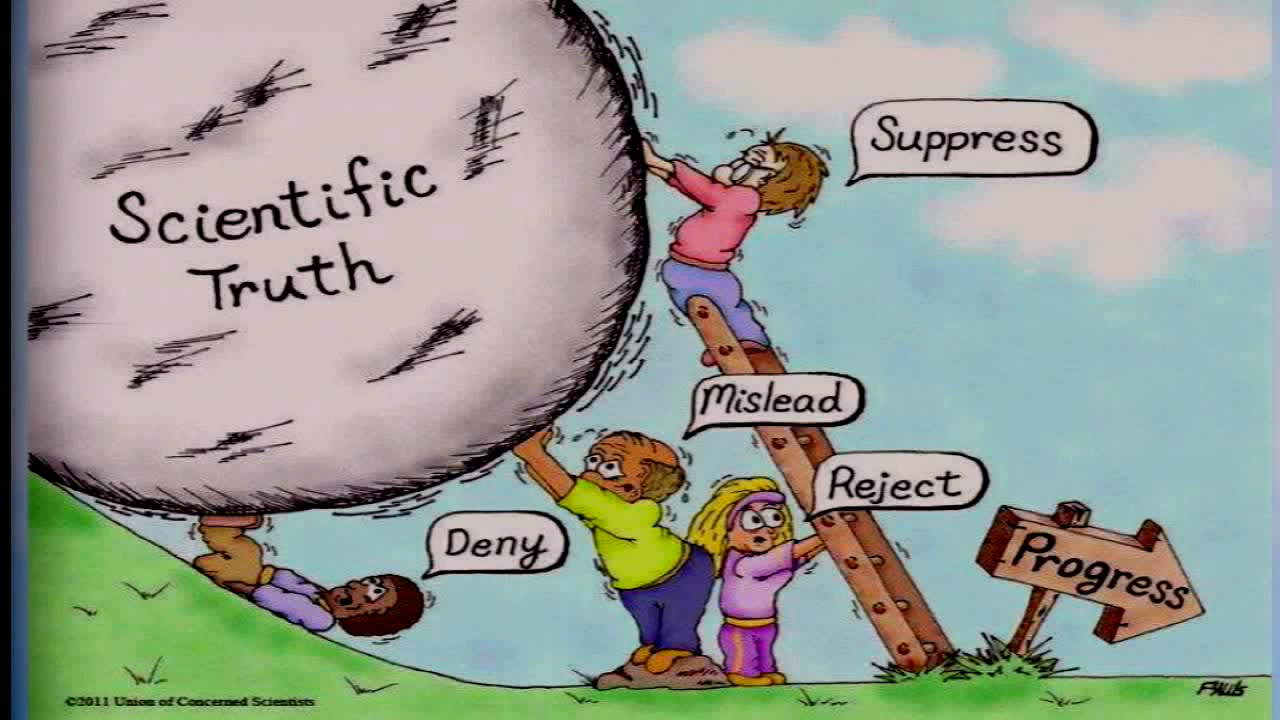 Scientific
Truth
Suppress
Mislead
Reject
Deny
Progress
©2011 Union of Concerned Scientists